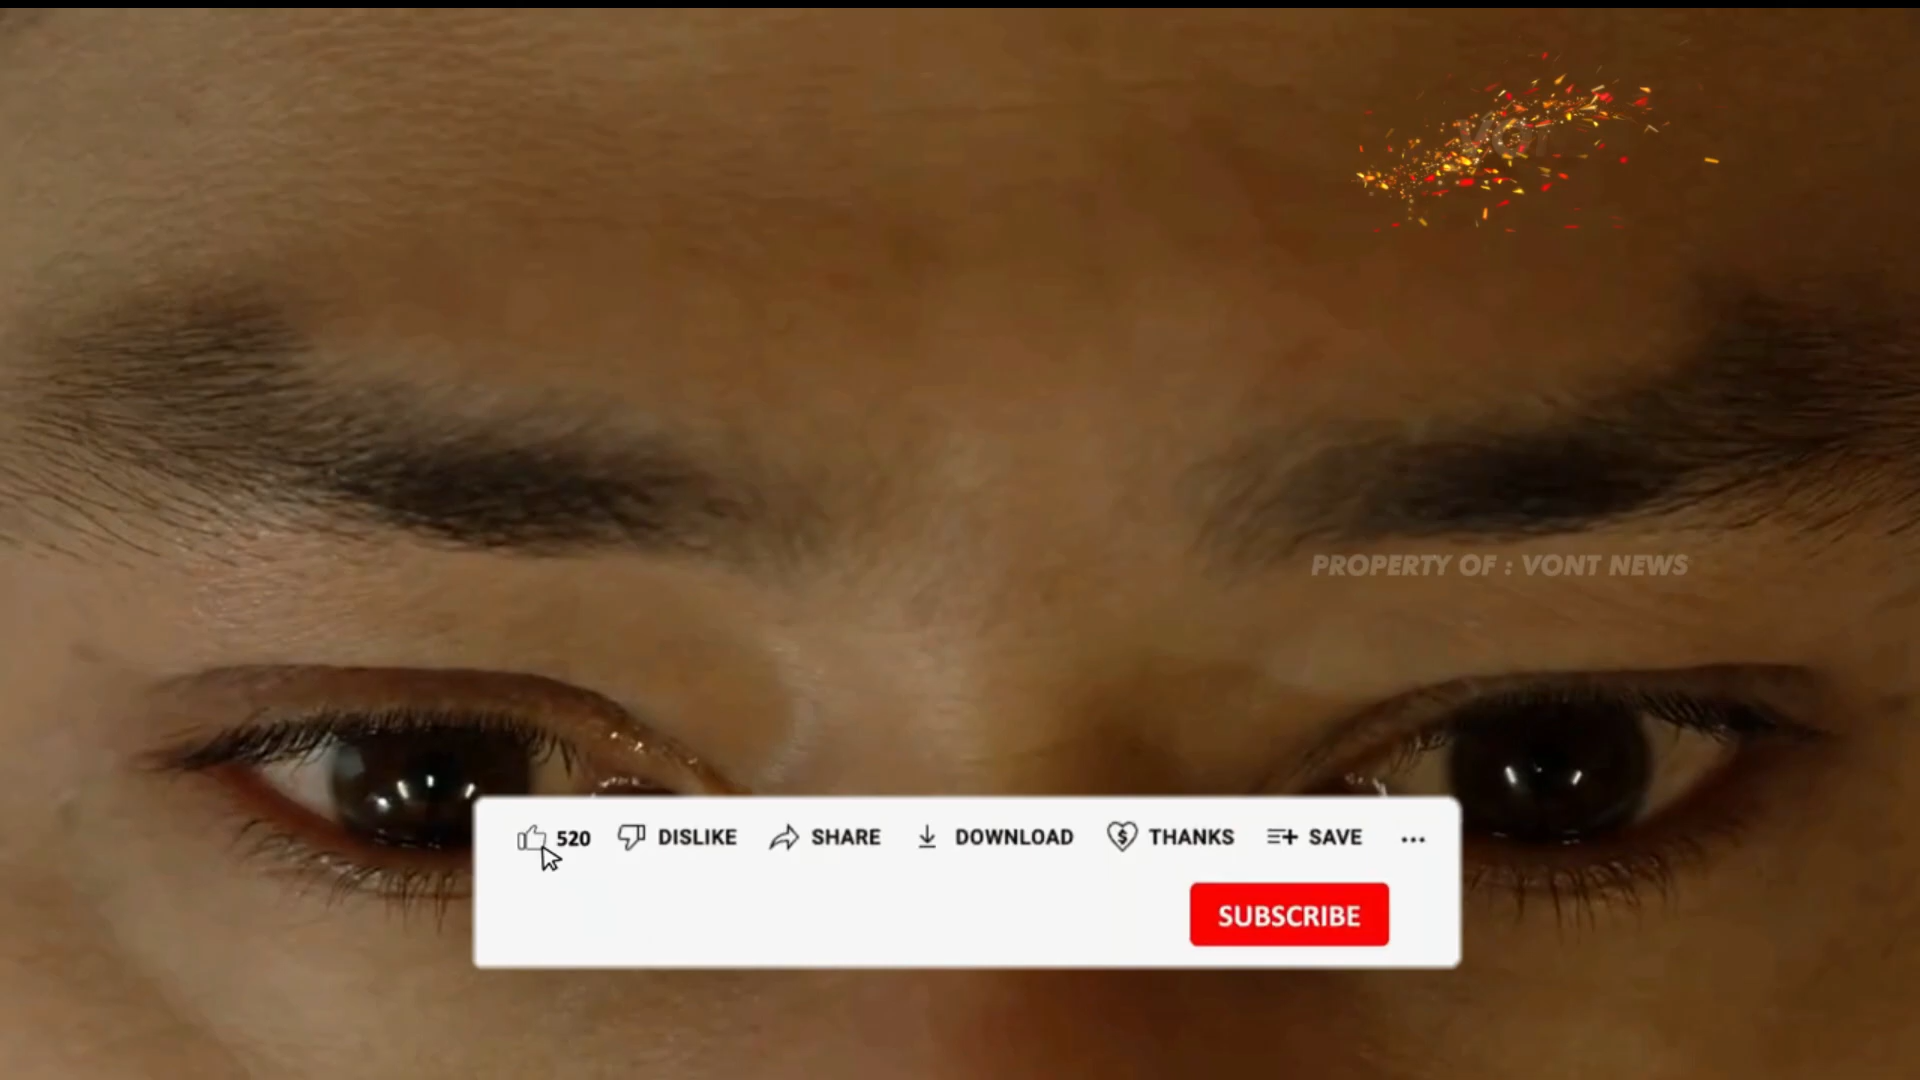 PROPERTY OF : VONT NEWS
520 DISLIKE SHARE DOWNLOAD THANKS SAVE
SUBSCRIBE